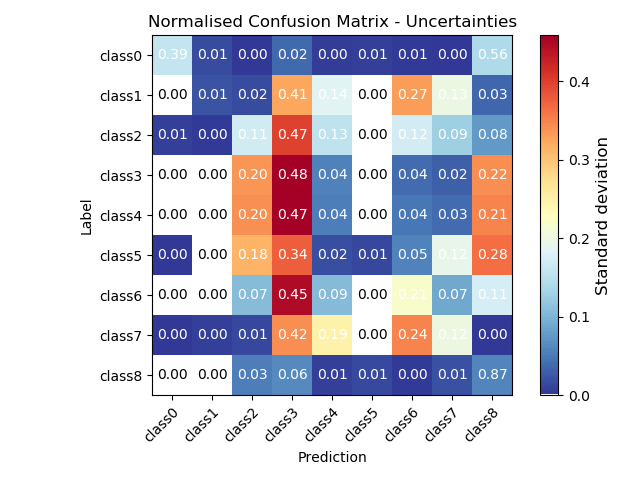 Normalised Confusion Matrix - Uncertainties
class0 0.39 0.01 0.00 0.02 0.00 0.01 0.01 0.00 0.56
class1 0.00 0.01 0.02 0.41 0.14 0.00 0.27 0.13 0.03
class2 0.01 0.00 0.11 0.47 0.13 0.00 0.12 0.09 0.08
class3 0.00 0.00 0.20 0.48 0.04 0.00 0.04 0.02 0.22
class4 0.00 0.00 0.20 0.47 0.04 0.00 0.04 0.03 0.21
class5 0.00 0.00 0.18 0.34 0.02 0.01 0.05 0.12 0.28
class6 0.00 0.00 0.07 0.45 0.09 0.00 0.21 0.07 0.11
class7 0.00 0.00 0.01 0.42 0.19 0.00 0.24 0.12 0.00
class8 0.00 0.00 0.03 0.06 0.01 0.01 0.00 0.01 0.87
class0 class1 class2 class3 class4 class5 class6 class7 class8
Prediction
Label
0.4
0.3
0.2
0.1
0.0
Standard deviation